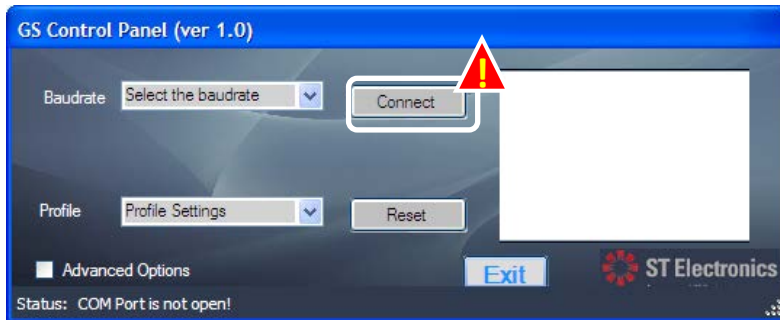 GS Control Panel (ver 1.0)
Baudrate Select the baudrate Connect
!
Profile Profile Settings Reset
Advanced Options
Exit
ST Electronics
Status: COM Port is not open!